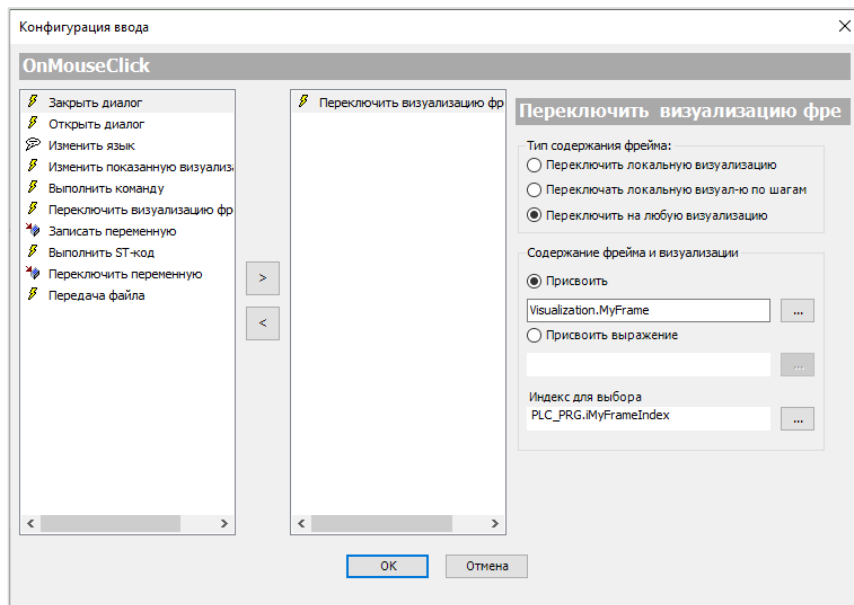 Конфигурация ввода
OnMouseClick
Закрыть диалог
Открыть диалог
Изменить язык
Изменить показанную визуализ
Выполнить команду
Переключить визуализацию фр
Записать переменную
Выполнить ST-код
Переключить переменную
Передача файла
>
<
Переключить визуализацию фр
Переключить визуализацию фре
Тип содержания фрейма:
Переключить локальную визуализацию
Переключать локальную визуал-ю по шагам
Переключить на любую визуализацию
Содержание фрейма и визуализации
Присвоить
Visualization.MyFrame
...
Присвоить выражение
...
Индекс для выбора
PLC_PRG.iMyFrameIndex
...
OK
Отмена